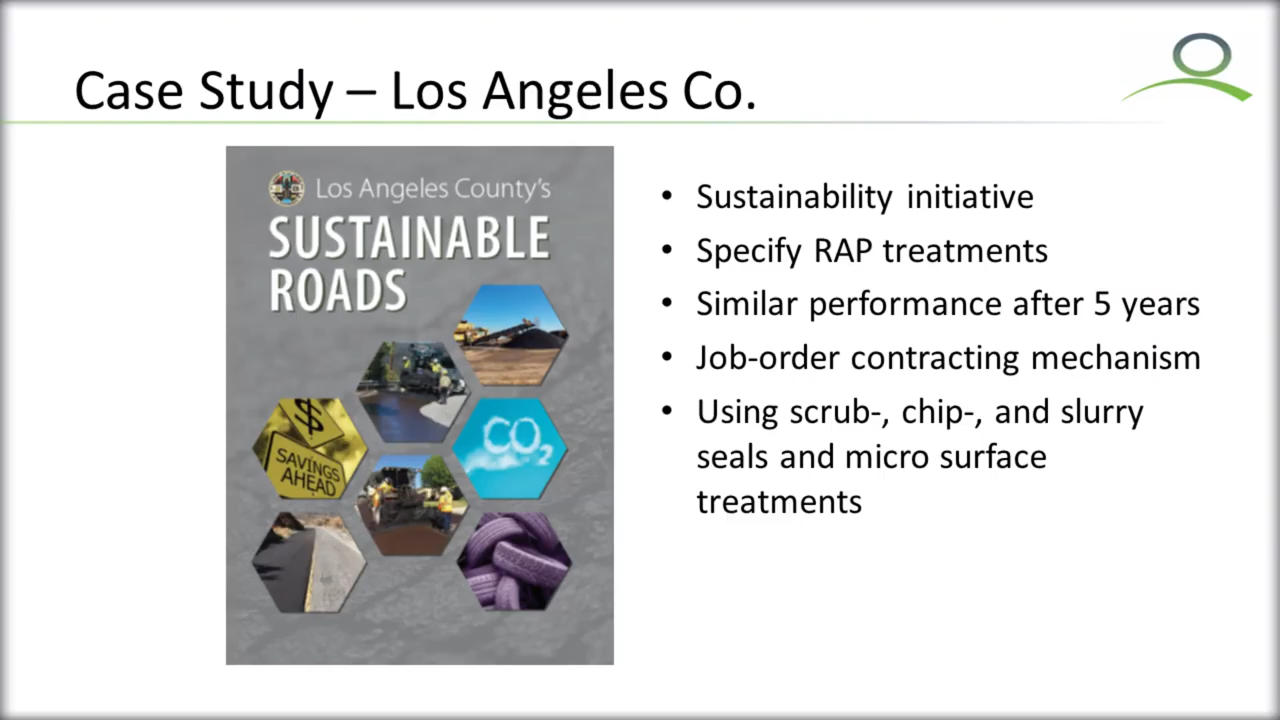 Case Study – Los Angeles Co.
Los Angeles County's
SUSTAINABLE
ROADS
$
SAVINGS
AHEAD
CO2
• Sustainability initiative
• Specify RAP treatments
• Similar performance after 5 years
• Job-order contracting mechanism
• Using scrub-, chip-, and slurry
seals and micro surface
treatments